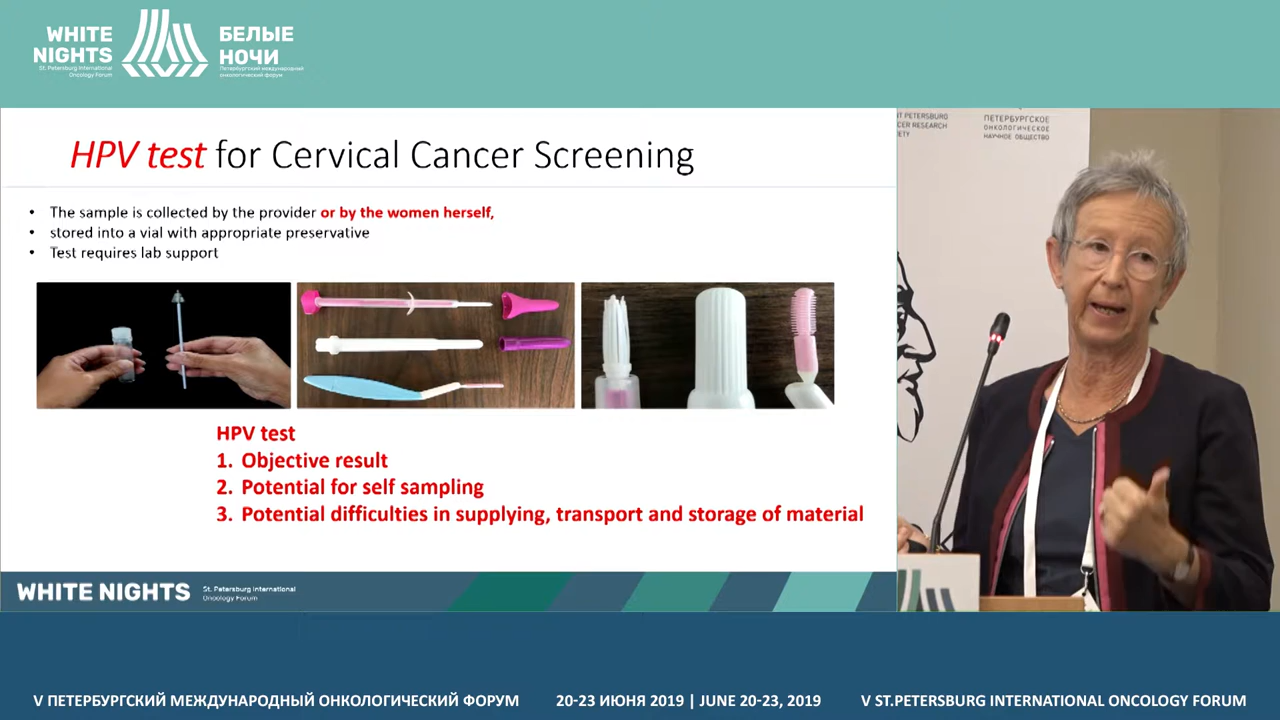 WHITE
NIGHTS
St. Petersburg International
Oncology Forum
БЕЛЫЕ
НОЧИ
Петербургский международный
онкологический форум
HPV test for Cervical Cancer Screening
• The sample is collected by the provider or by the women herself,
• stored into a vial with appropriate preservative
• Test requires lab support
HPV test
1. Objective result
2. Potential for self sampling
3. Potential difficulties in supplying, transport and storage of material
WHITE NIGHTS
St. Petersburg International
Oncology Forum
PETERSBURG
CER RESEARCH
ETY
ПЕТЕРБУРГСКОЕ
ОНКОЛОГИЧЕСКОЕ
НАУЧНОЕ ОБЩЕСТВО
V ПЕТЕРБУРГСКИЙ МЕЖДУНАРОДНЫЙ ОНКОЛОГИЧЕСКИЙ ФОРУМ
20-23 ИЮНЯ 2019 | JUNE 20-23, 2019
V ST.PETERSBURG INTERNATIONAL ONCOLOGY FORUM